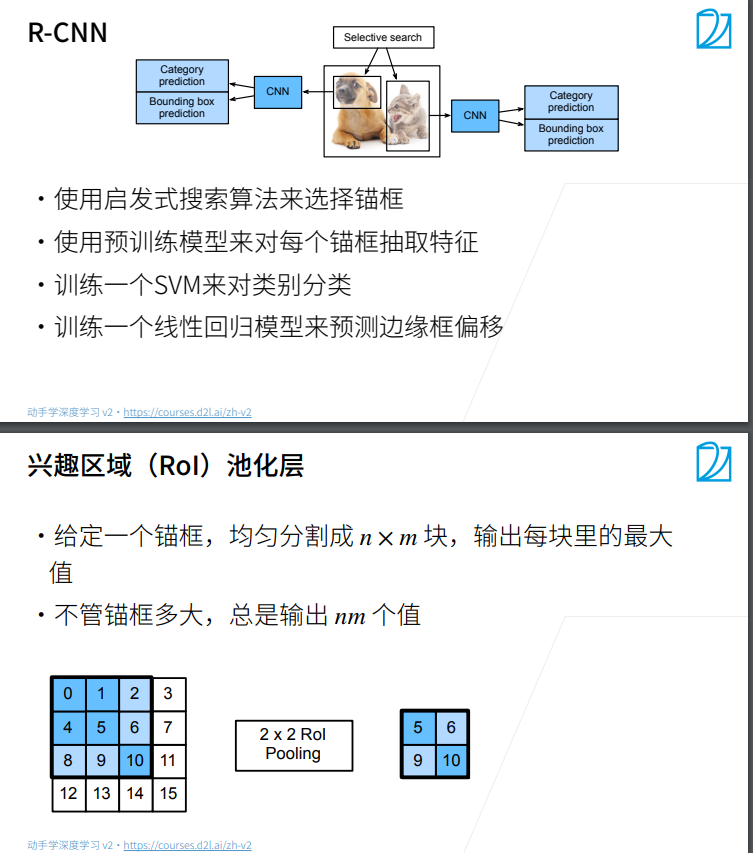 R-CNN
Selective search
Category
prediction
Bounding box
prediction
CNN
CNN
Category
prediction
Bounding box
prediction
• 使用启发式搜索算法来选择锚框
• 使用预训练模型来对每个锚框抽取特征
• 训练一个SVM来对类别分类
• 训练一个线性回归模型来预测边缘框偏移
动手学深度学习 v2 • https://courses.d2l.ai/zh-v2
兴趣区域（RoI）池化层
• 给定一个锚框，均匀分割成 n × m 块，输出每块里的最大
值
• 不管锚框多大，总是输出 nm 个值
0 1 2 3
4 5 6 7
8 9 10 11
12 13 14 15
2 x 2 RoI
Pooling
5 6
9 10
动手学深度学习 v2 • https://courses.d2l.ai/zh-v2